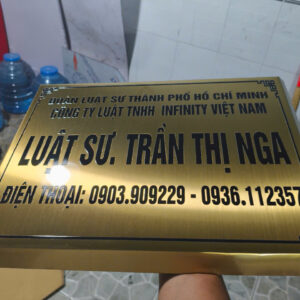 ĐOÀN LUẬT SƯ THÀNH PHỐ HỒ CHÍ MINH
CÔNG TY LUẬT TNHH INFINITY VIỆT NAM
LUẬT SƯ. TRẦN THỊ NGA
ĐIỆN THOẠI: 0903.909229 - 0936.112357